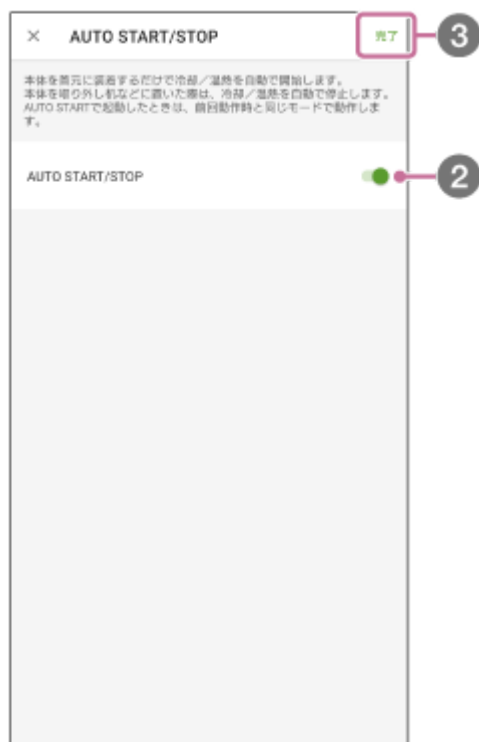 × AUTO START/STOP 完了
3
本体を首元に装着するだけで冷却／温熱を自動で開始します。
本体を取り外し机などに置いた際は、冷却／温熱を自動で停止します。
AUTO STARTで起動したときは、前回動作時と同じモードで動作しま
す。
AUTO START/STOP
2